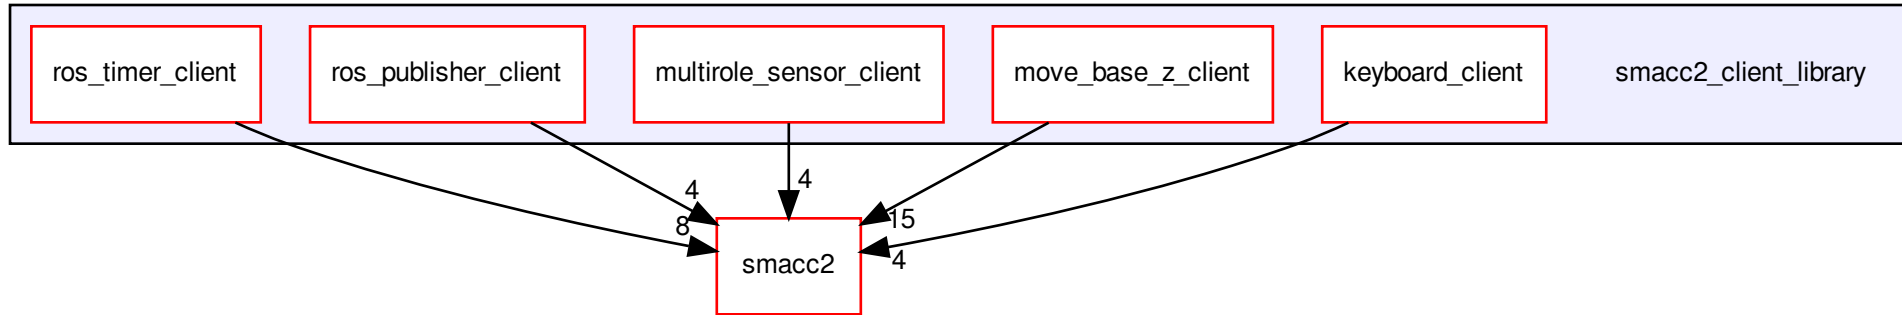 ros_timer_client
ros_publisher_client
multirole_sensor_client
move_base_z_client
keyboard_client
smacc2_client_library
4
4
8
15
4
smacc2